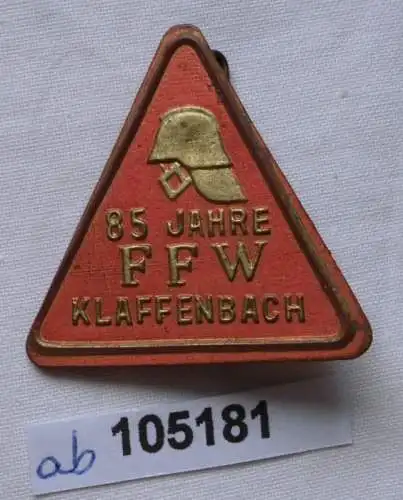 85 JAHRE
FFW
KLAFFENBACH
ab 105181